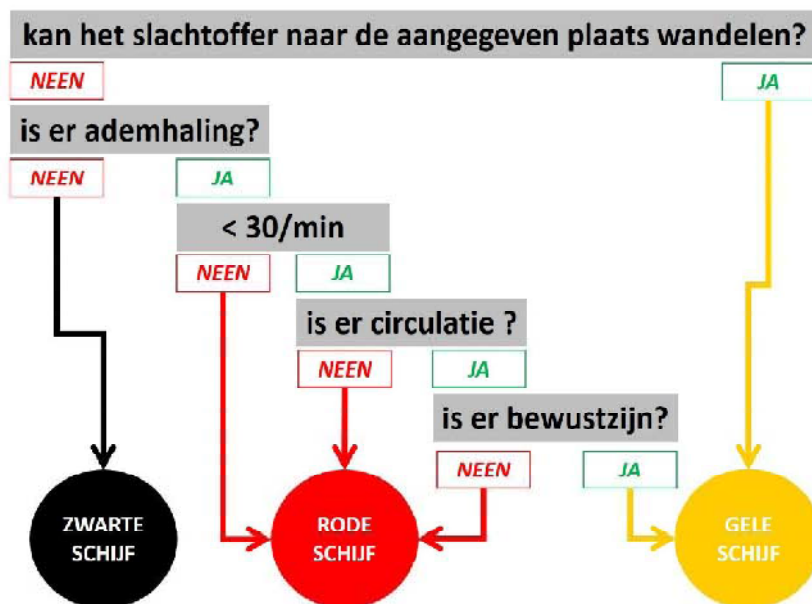 kan het slachtoffer naar de aangegeven plaats wandelen?
NEEN
JA
is er ademhaling?
NEEN
JA
< 30/min
NEEN
JA
is er circulatie ?
NEEN
JA
is er bewustzijn?
NEEN
JA
ZWARTE
SCHIJF
RODE
SCHIJF
GELE
SCHIJF